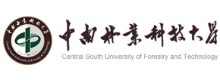 中南林业科技大学
Central South University of Forestry and Technology